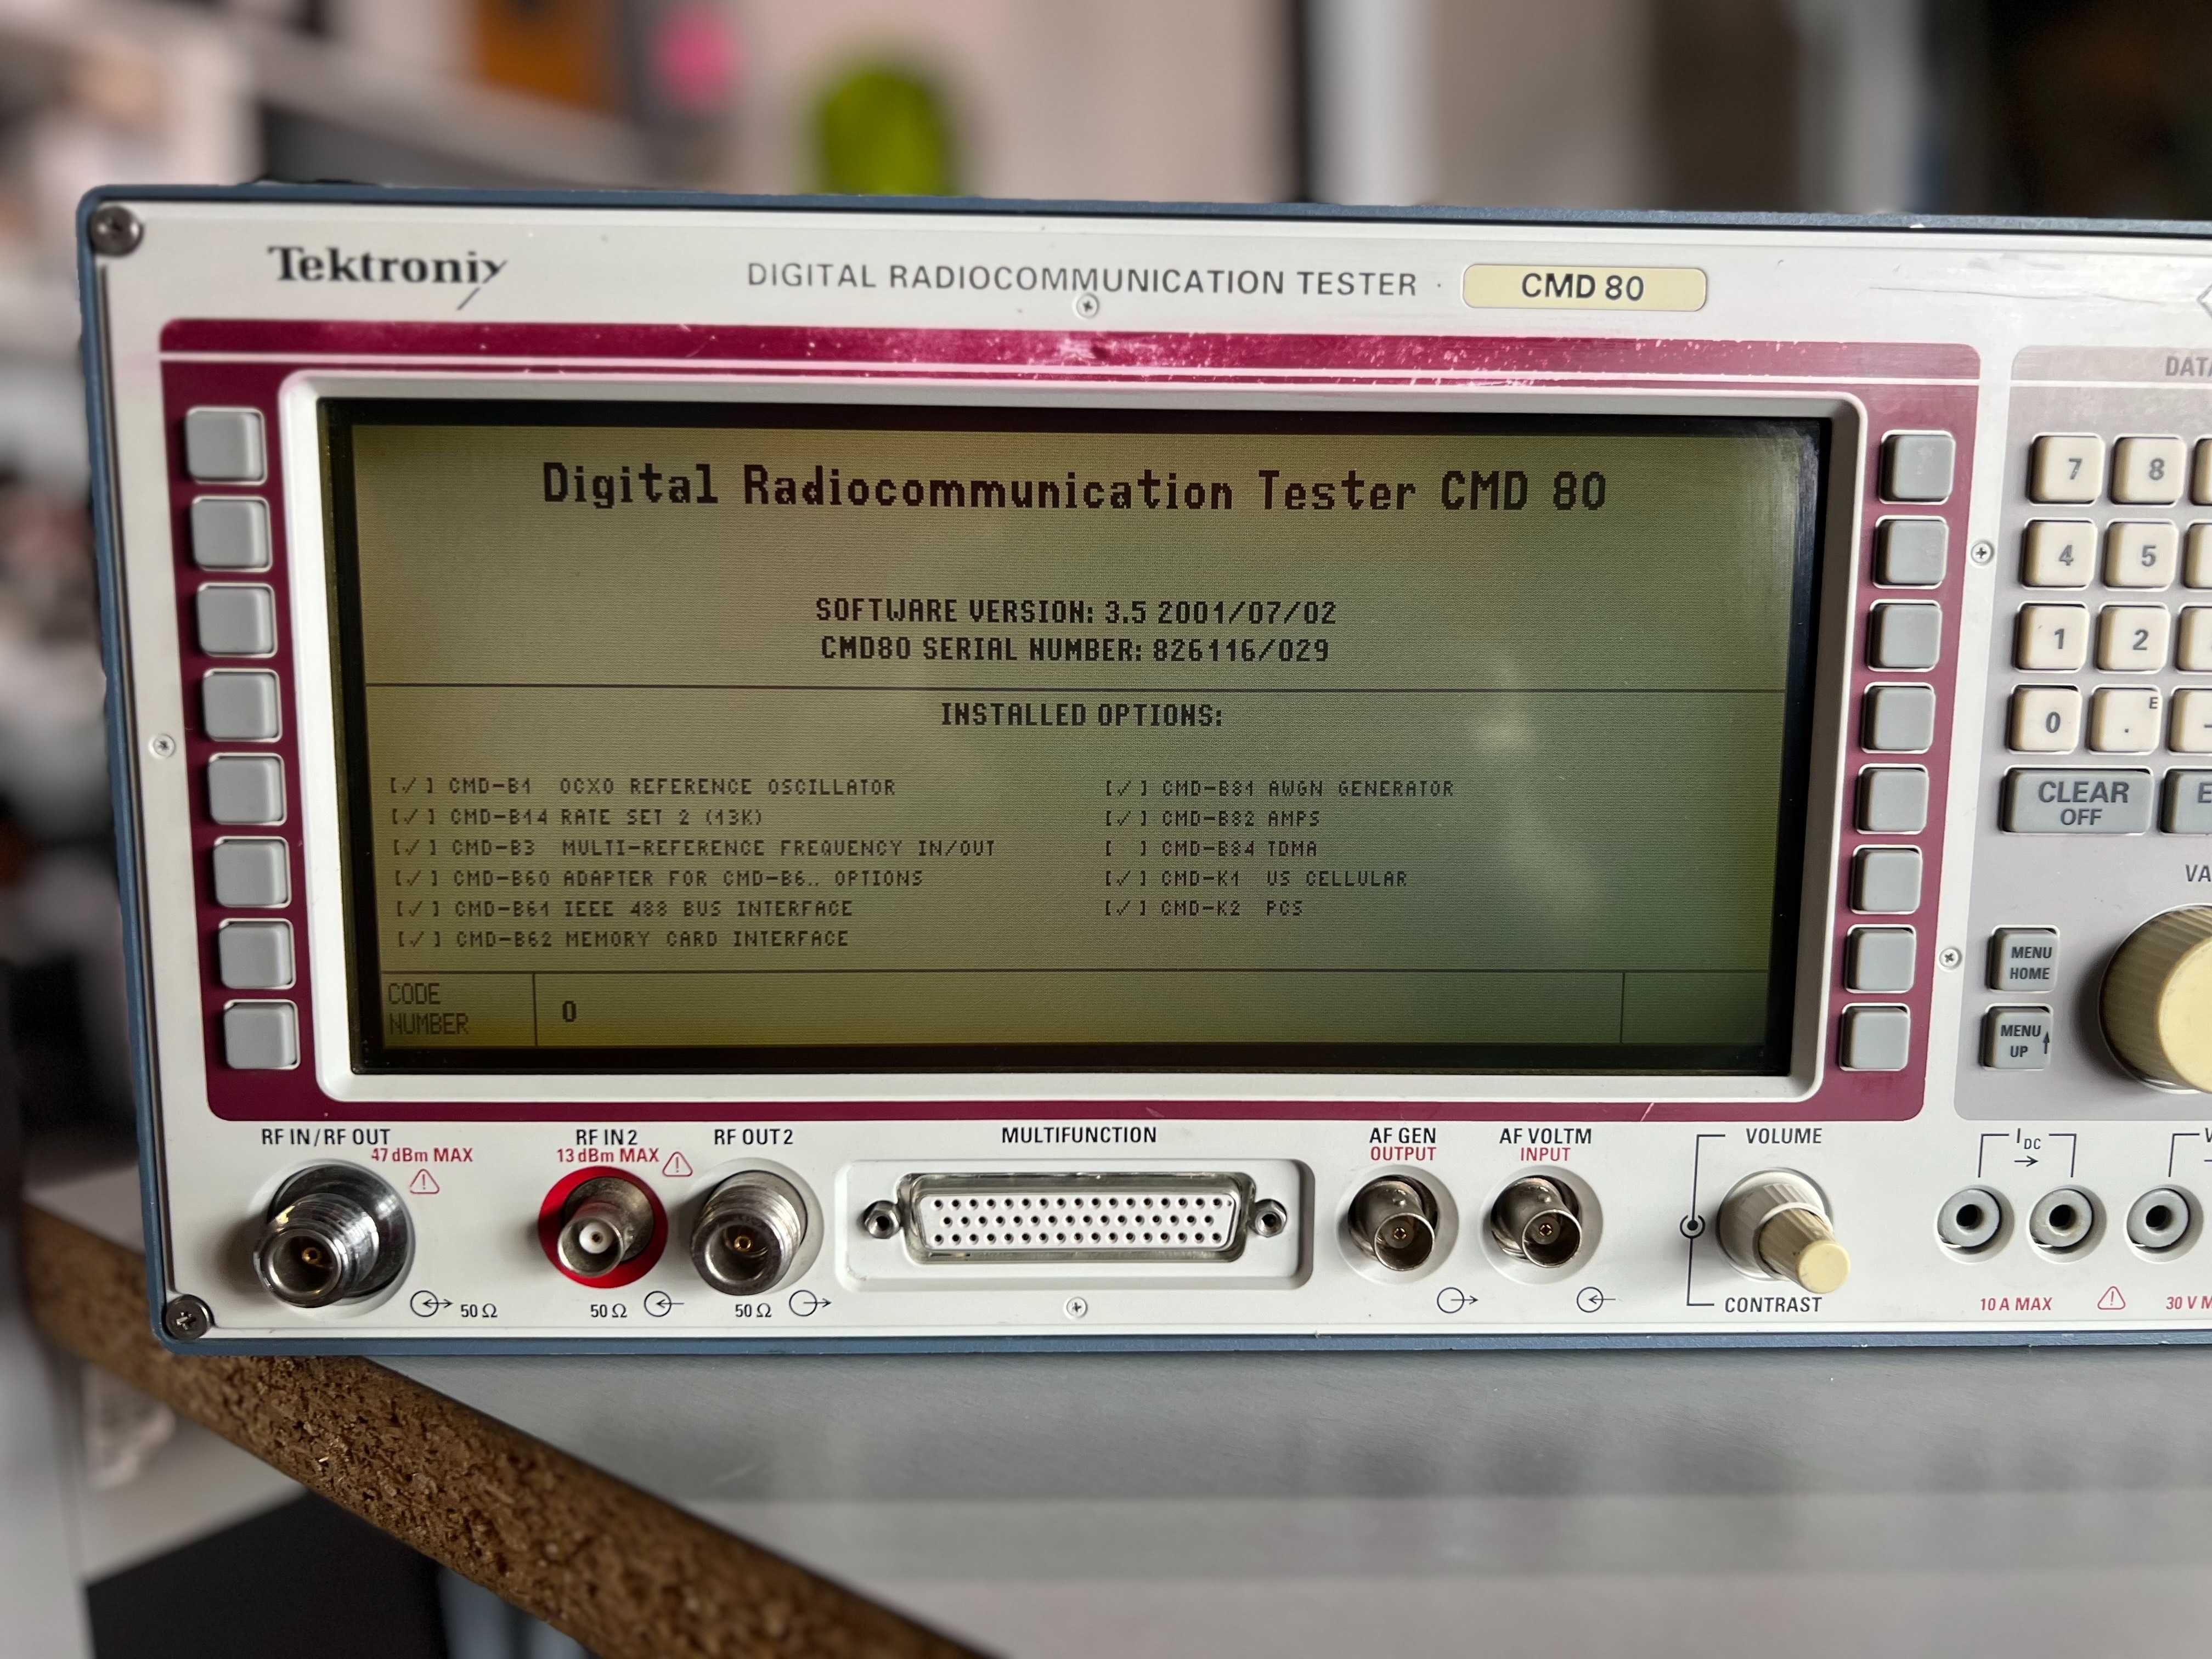 Tektronix
DIGITAL RADIOCOMMUNICATION TESTER · CMD 80
Digital Radiocommunication Tester CMD 80
SOFTWARE VERSION: 3.5 2001/07/02
CMD80 SERIAL NUMBER: 826116/029
INSTALLED OPTIONS:
[✓] CMD-B1 OCXO REFERENCE OSCILLATOR
[✓] CMD-B14 RATE SET 2 (13K)
[✓] CMD-B3 MULTI-REFERENCE FREQUENCY IN/OUT
[✓] CMD-B60 ADAPTER FOR CMD-B6.. OPTIONS
[✓] CMD-B61 IEEE 488 BUS INTERFACE
[✓] CMD-B62 MEMORY CARD INTERFACE
[✓] CMD-B81 AWGN GENERATOR
[✓] CMD-B82 AMPS
[ ] CMD-B84 TDMA
[✓] CMD-K1 US CELLULAR
[✓] CMD-K2 PCS
CODE
NUMBER
0
DATA
7 8
4 5
1 2
0 . E -
CLEAR
OFF
E
VA
MENU
HOME
MENU
UP
RF IN/RF OUT
47 dBm MAX
50 Ω
RF IN 2
13 dBm MAX
50 Ω
RF OUT 2
50 Ω
MULTIFUNCTION
AF GEN
OUTPUT
AF VOLTM
INPUT
VOLUME
CONTRAST
I DC
10 A MAX
V
30 V M